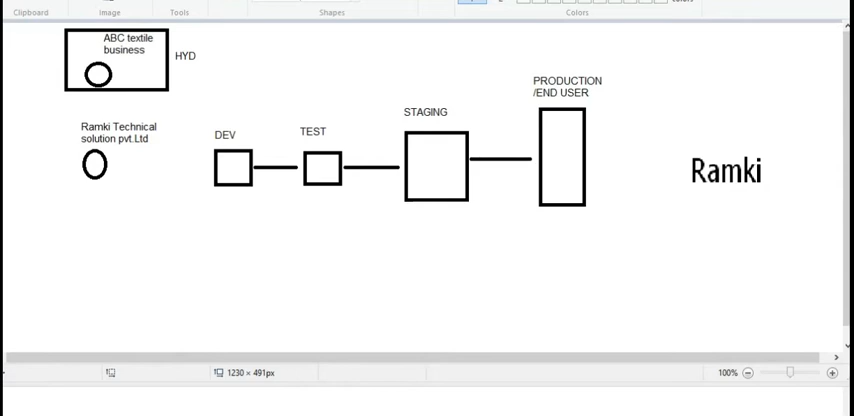 Clipboard
Image
Tools
Shapes
Colors
ABC textile
business
HYD
PRODUCTION
/END USER
STAGING
Ramki Technical
solution pvt.Ltd
DEV
TEST
Ramki
1230 × 491px
100%